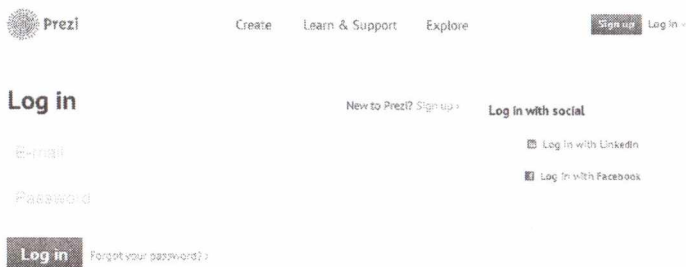 Prezi
Create Learn & Support Explore
Sign up Log in
Log in
New to Prezi? Sign up ›
Log in with social
E-mail
Log in with LinkedIn
Log in with Facebook
Password
Log in Forgot your password? ›